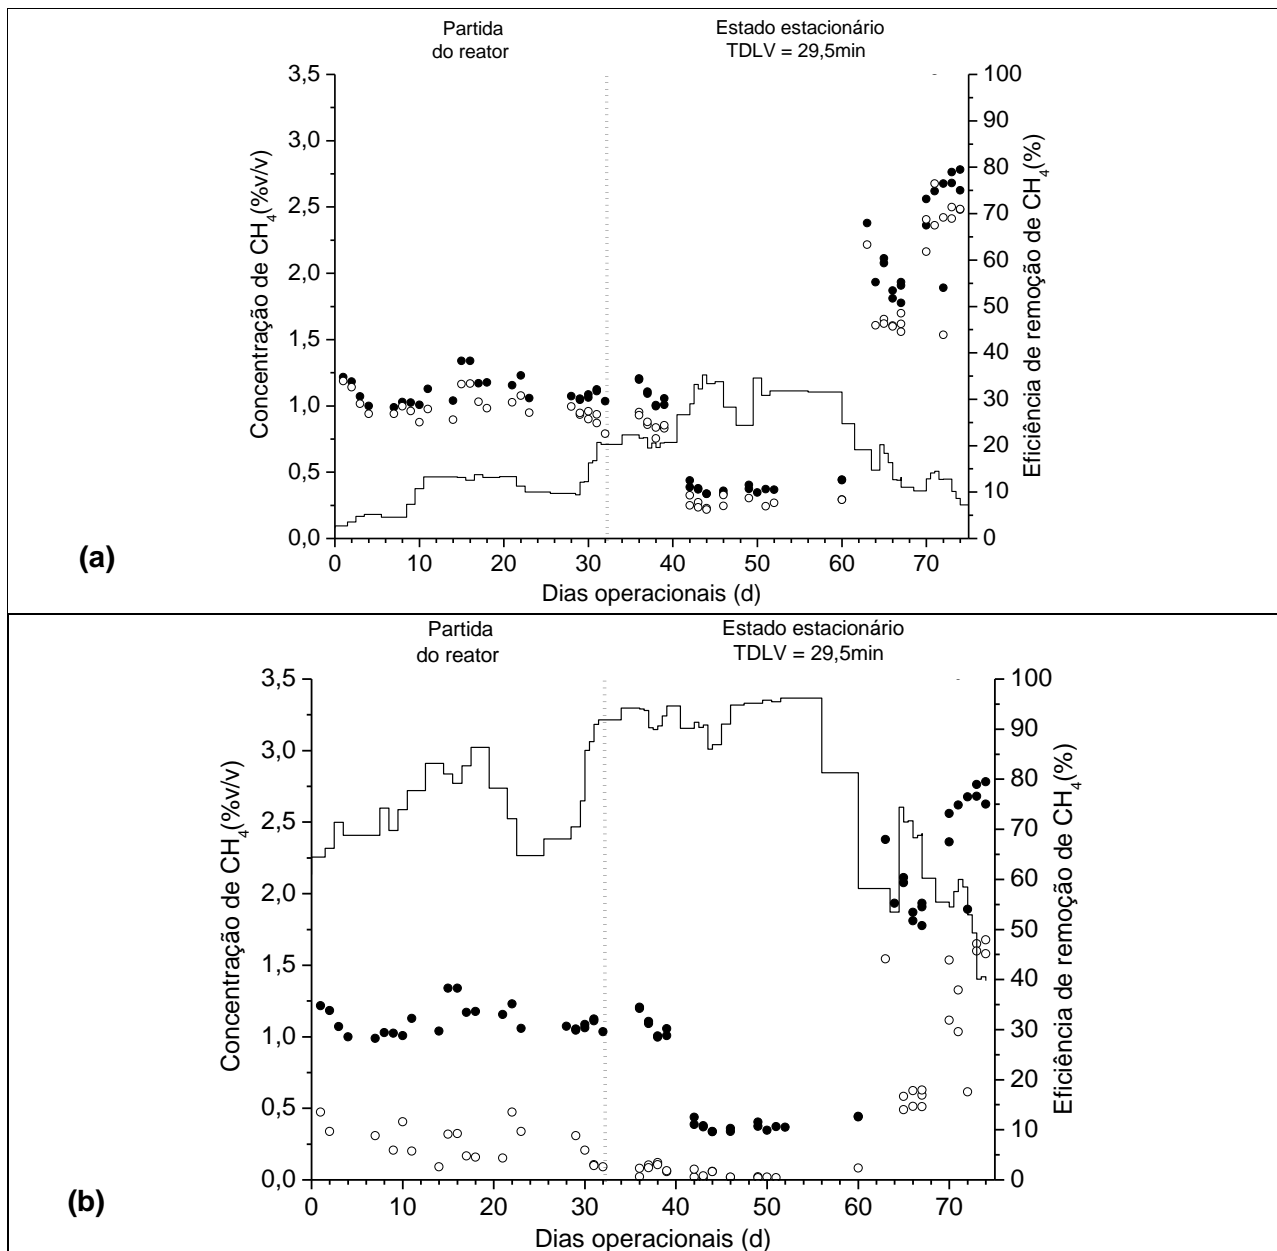 Partida
do reator
Estado estacionário
TDLV = 29,5min
3,5
3,0
2,5
2,0
1,5
1,0
0,5
0,0
Concentração de CH4(%v/v)
100
90
80
70
60
50
40
30
20
10
0
Eficiência de remoção de CH4(%)
0 10 20 30 40 50 60 70
Dias operacionais (d)
(a)
Partida
do reator
Estado estacionário
TDLV = 29,5min
3,5
3,0
2,5
2,0
1,5
1,0
0,5
0,0
Concentração de CH4(%v/v)
100
90
80
70
60
50
40
30
20
10
0
Eficiência de remoção de CH4(%)
0 10 20 30 40 50 60 70
Dias operacionais (d)
(b)